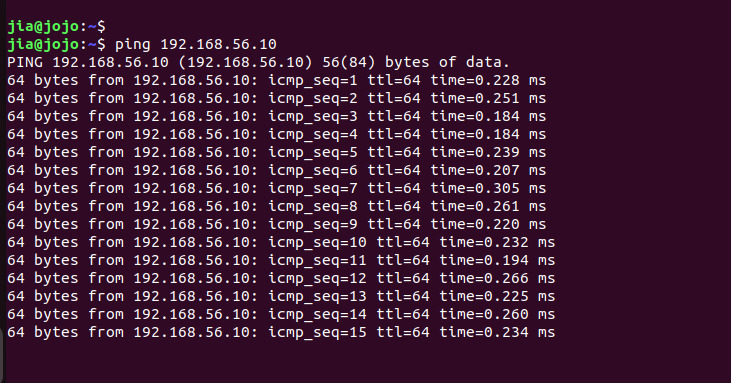 jia@jojo:~$
jia@jojo:~$ ping 192.168.56.10
PING 192.168.56.10 (192.168.56.10) 56(84) bytes of data.
64 bytes from 192.168.56.10: icmp_seq=1 ttl=64 time=0.228 ms
64 bytes from 192.168.56.10: icmp_seq=2 ttl=64 time=0.251 ms
64 bytes from 192.168.56.10: icmp_seq=3 ttl=64 time=0.184 ms
64 bytes from 192.168.56.10: icmp_seq=4 ttl=64 time=0.184 ms
64 bytes from 192.168.56.10: icmp_seq=5 ttl=64 time=0.239 ms
64 bytes from 192.168.56.10: icmp_seq=6 ttl=64 time=0.207 ms
64 bytes from 192.168.56.10: icmp_seq=7 ttl=64 time=0.305 ms
64 bytes from 192.168.56.10: icmp_seq=8 ttl=64 time=0.261 ms
64 bytes from 192.168.56.10: icmp_seq=9 ttl=64 time=0.220 ms
64 bytes from 192.168.56.10: icmp_seq=10 ttl=64 time=0.232 ms
64 bytes from 192.168.56.10: icmp_seq=11 ttl=64 time=0.194 ms
64 bytes from 192.168.56.10: icmp_seq=12 ttl=64 time=0.266 ms
64 bytes from 192.168.56.10: icmp_seq=13 ttl=64 time=0.225 ms
64 bytes from 192.168.56.10: icmp_seq=14 ttl=64 time=0.260 ms
64 bytes from 192.168.56.10: icmp_seq=15 ttl=64 time=0.234 ms